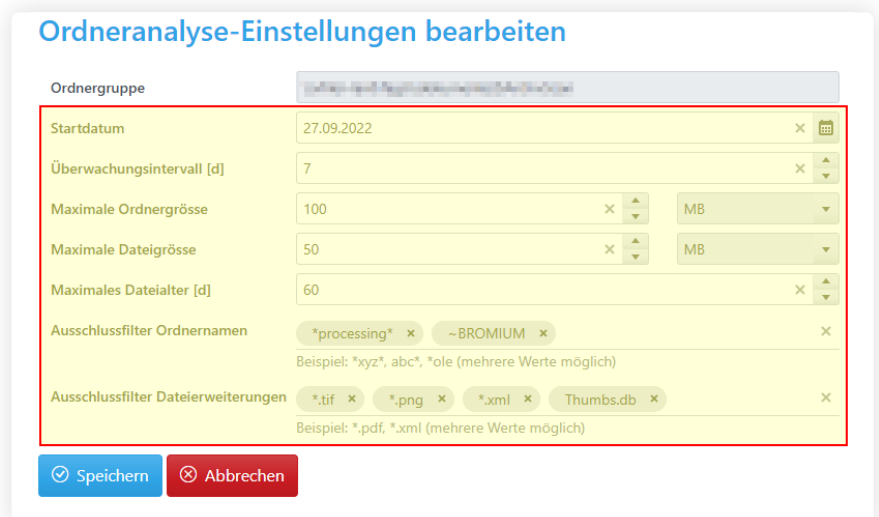 Ordneranalyse-Einstellungen bearbeiten
Ordnergruppe
Startdatum 27.09.2022
Überwachungsintervall [d] 7
Maximale Ordnergrösse 100 MB
Maximale Dateigrösse 50 MB
Maximales Dateialter [d] 60
Ausschlussfilter Ordnernamen *processing* ~BROMIUM
Beispiel: *xyz*, abc*, *ole (mehrere Werte möglich)
Ausschlussfilter Dateierweiterungen *.tif *.png *.xml Thumbs.db
Beispiel: *.pdf, *.xml (mehrere Werte möglich)
Speichern Abbrechen